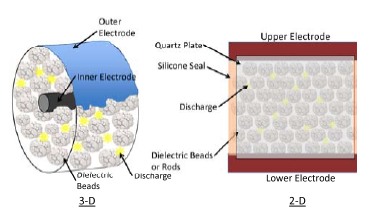 Outer
Electrode
Inner Electrode
Dielectric
Beads
Discharge
3-D
Upper Electrode
Quartz Plate
Silicone Seal
Discharge
Dielectric Beads
or Rods
Lower Electrode
2-D